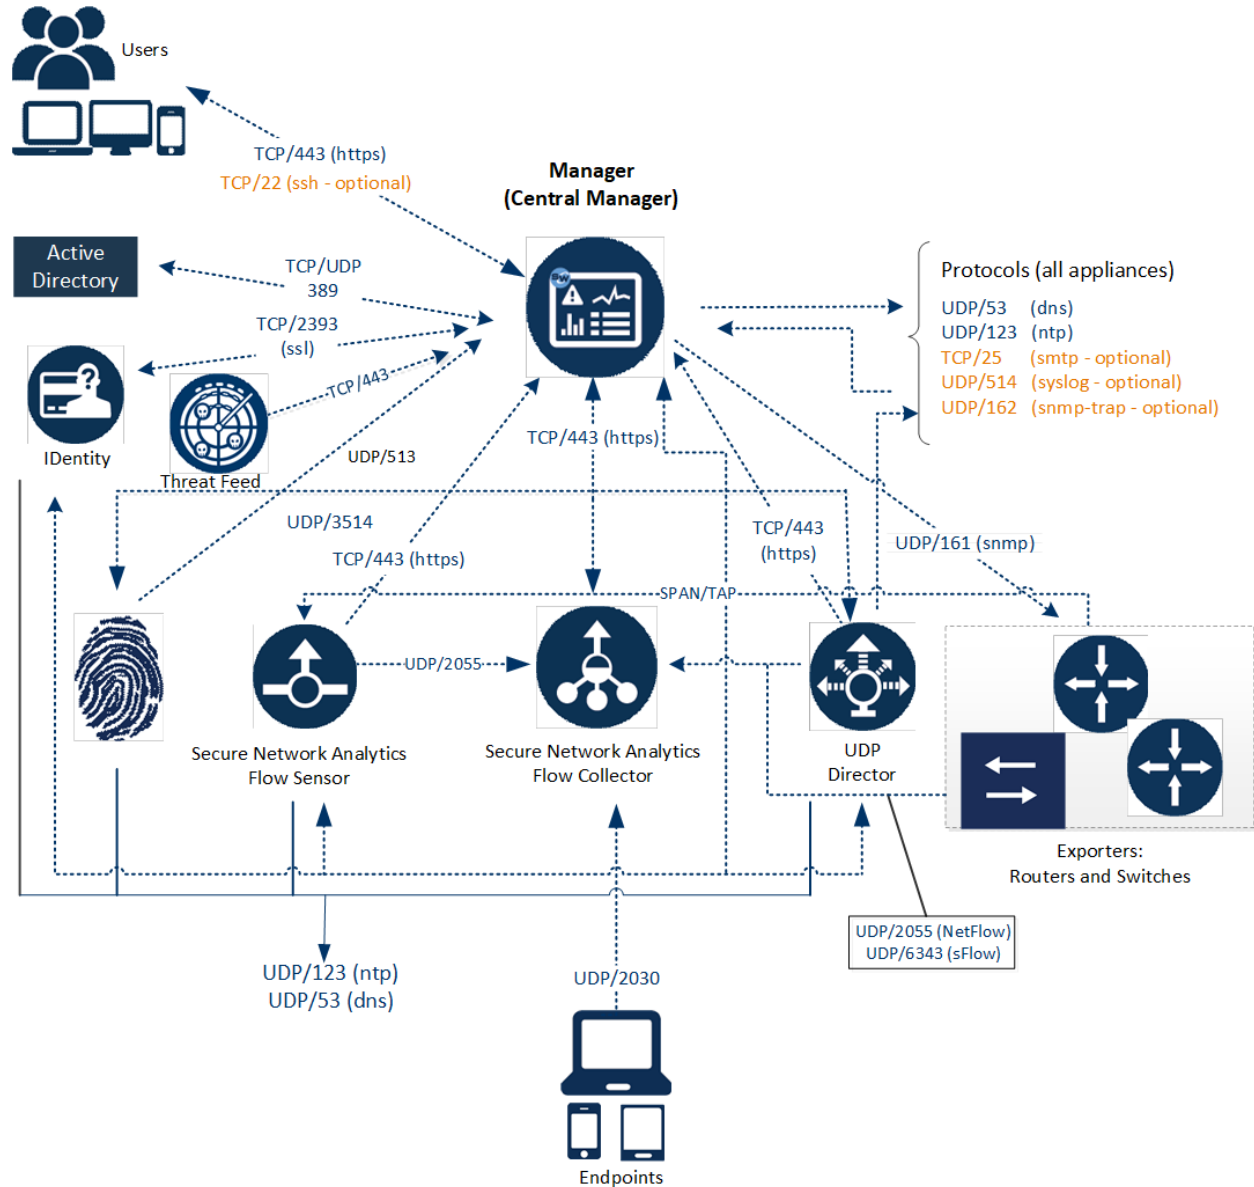 Users
TCP/443 (https)
TCP/22 (ssh - optional)
Manager
(Central Manager)
Active
Directory
TCP/UDP
389
TCP/2393
(ssl)
TCP/443
IDentity
Threat Feed
Protocols (all appliances)
UDP/53 (dns)
UDP/123 (ntp)
TCP/25 (smtp - optional)
UDP/514 (syslog - optional)
UDP/162 (snmp-trap - optional)
TCP/443 (https)
UDP/513
UDP/3514
TCP/443 (https)
TCP/443
(https)
UDP/161 (snmp)
SPAN/TAP
UDP/2055
Secure Network Analytics
Flow Sensor
Secure Network Analytics
Flow Collector
UDP
Director
Exporters:
Routers and Switches
UDP/2055 (NetFlow)
UDP/6343 (sFlow)
UDP/123 (ntp)
UDP/53 (dns)
UDP/2030
Endpoints